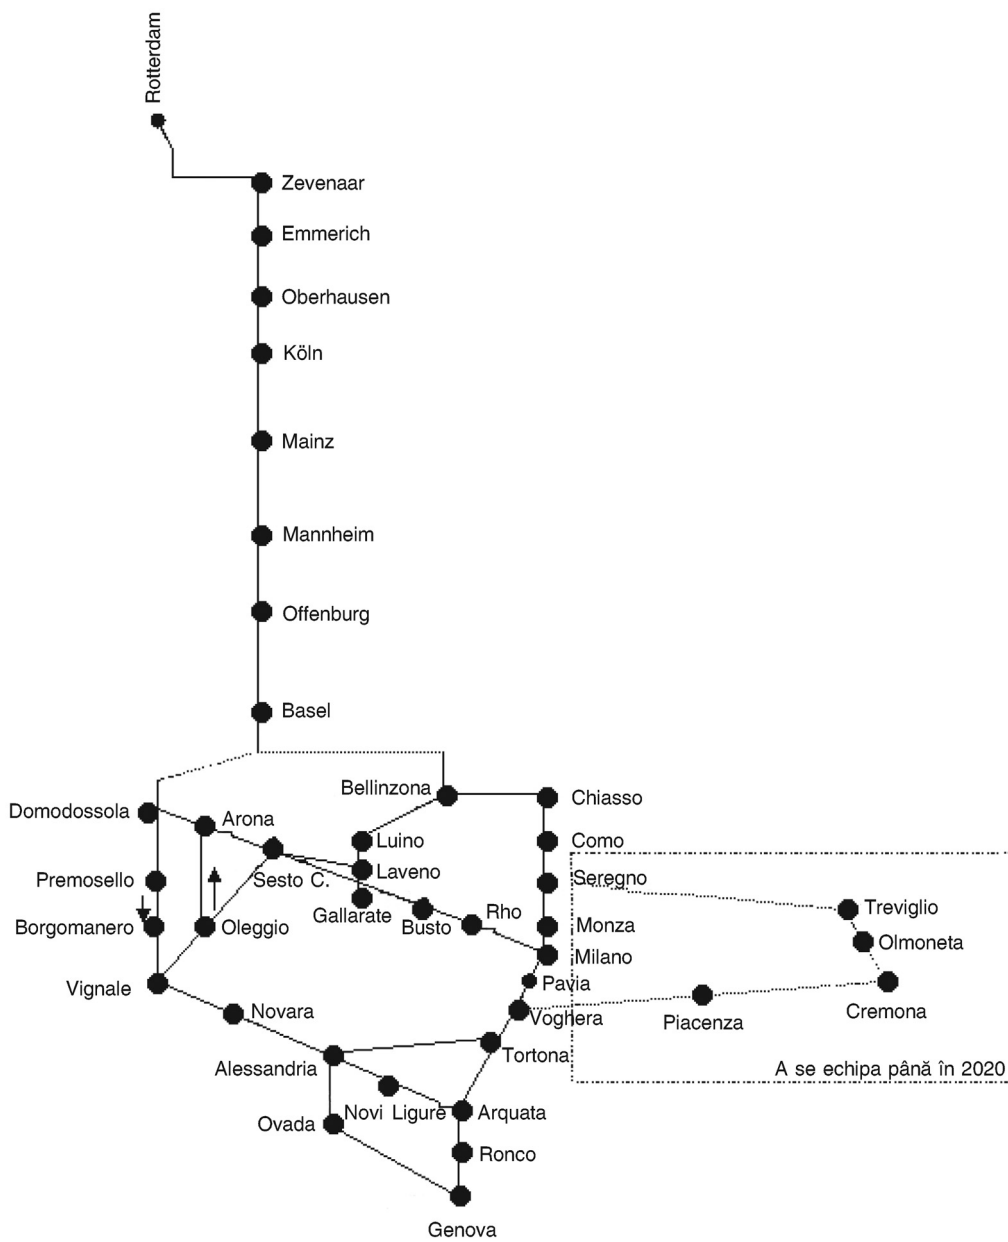 Rotterdam
Zevenaar
Emmerich
Oberhausen
Köln
Mainz
Mannheim
Offenburg
Basel
Bellinzona
Chiasso
Domodossola
Arona
Luino
Como
Premosello
Sesto C.
Laveno
Seregno
Gallarate
Busto
Rho
Treviglio
Borgomanero
Oleggio
Monza
Olmoneta
Milano
Vignale
Pavia
Cremona
Novara
Voghera
Piacenza
Alessandria
Tortona
A se echipa până în 2020
Novi Ligure
Arquata
Ovada
Ronco
Genova